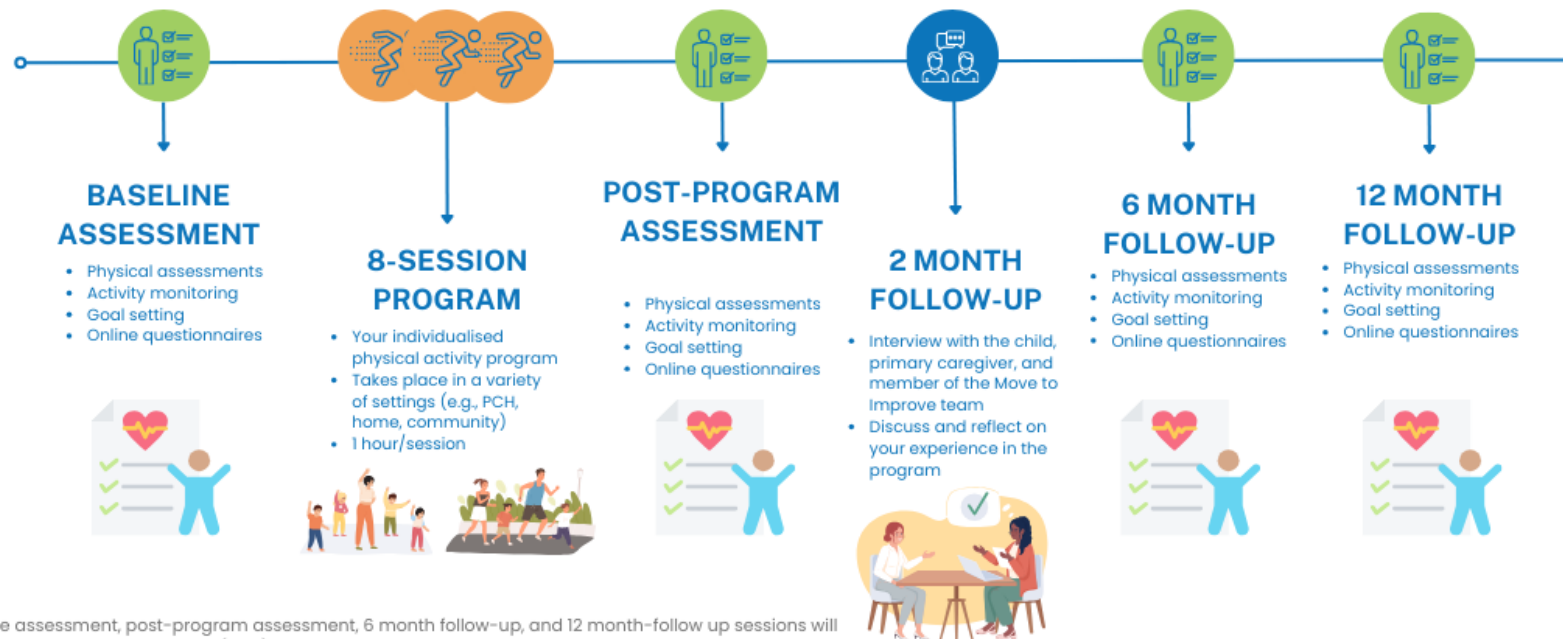 BASELINE
ASSESSMENT
• Physical assessments
• Activity monitoring
• Goal setting
• Online questionnaires
8-SESSION
PROGRAM
• Your individualised
physical activity program
• Takes place in a variety
of settings (e.g., PCH,
home, community)
• 1 hour/session
POST-PROGRAM
ASSESSMENT
• Physical assessments
• Activity monitoring
• Goal setting
• Online questionnaires
2 MONTH
FOLLOW-UP
• Interview with the child,
primary caregiver, and
member of the Move to
Improve team
• Discuss and reflect on
your experience in the
program
6 MONTH
FOLLOW-UP
• Physical assessments
• Activity monitoring
• Goal setting
• Online questionnaires
12 MONTH
FOLLOW-UP
• Physical assessments
• Activity monitoring
• Goal setting
• Online questionnaires
e assessment, post-program assessment, 6 month follow-up, and 12 month-follow up sessions will